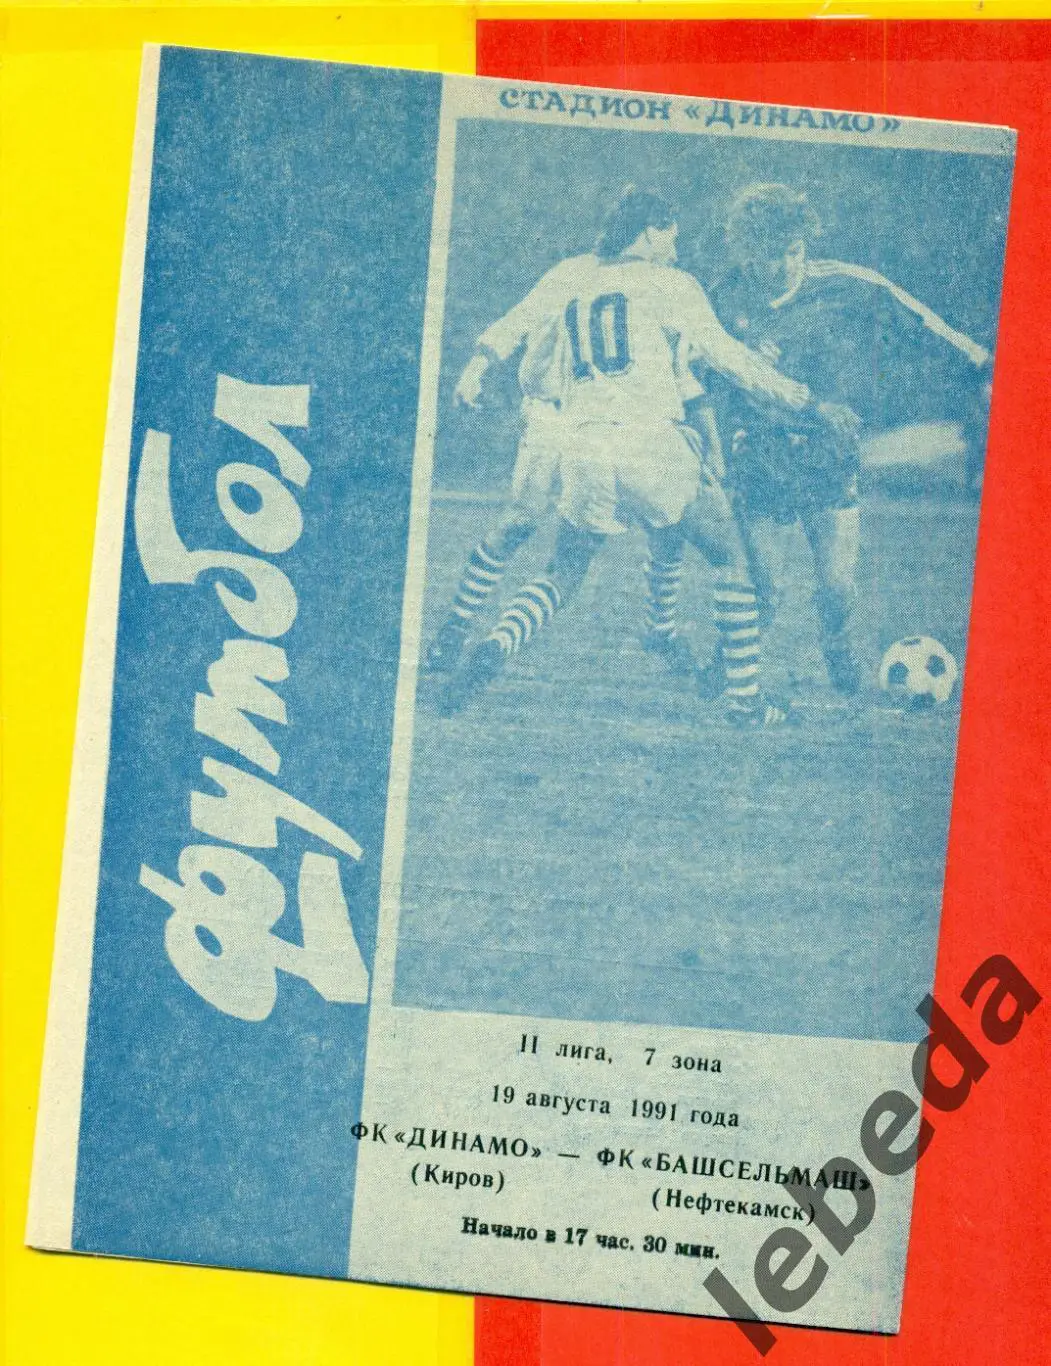 СТАДИОН «ДИНАМО»
футбол
10
II лига, 7 зона
19 августа 1991 года
ФК «ДИНАМО» — ФК «БАШСЕЛЬМАШ»
(Киров) (Нефтекамск)
Начало в 17 час. 30 мин.
lebeda